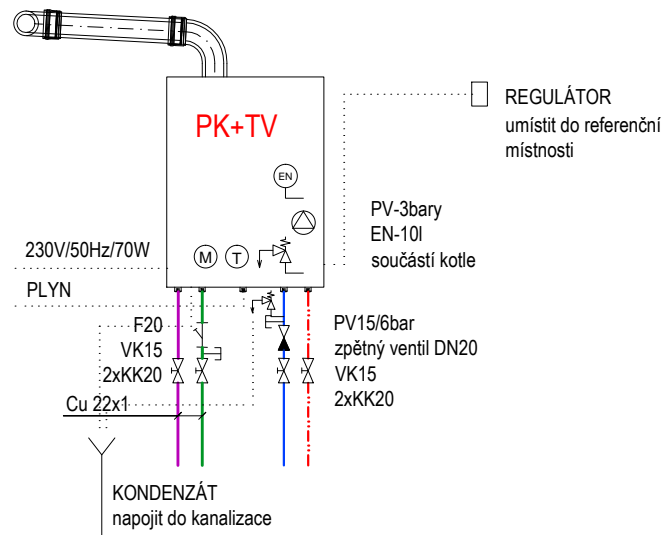 PK+TV
REGULÁTOR
umístit do referenční
místnosti
EN
PV-3bary
EN-10l
součástí kotle
M
T
230V/50Hz/70W
PLYN
F20
VK15
2xKK20
PV15/6bar
zpětný ventil DN20
VK15
2xKK20
Cu 22x1
KONDENZÁT
napojit do kanalizace